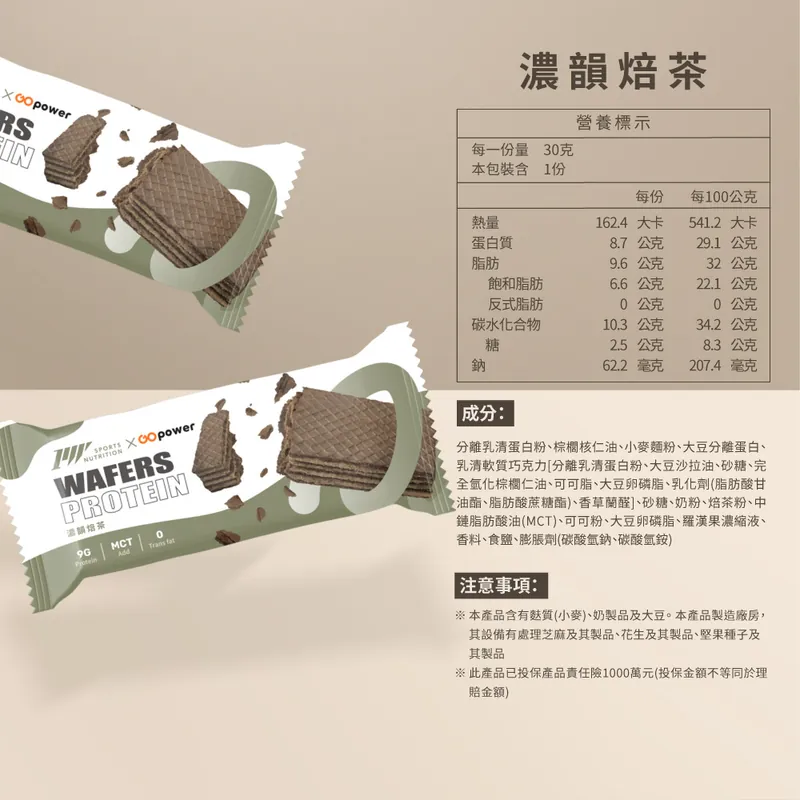 × GOpower
RS
EIN
濃韻焙茶
營養標示
每一份量 30克
本包裝含 1份
每份 每100公克
熱量 162.4 大卡 541.2 大卡
蛋白質 8.7 公克 29.1 公克
脂肪 9.6 公克 32 公克
飽和脂肪 6.6 公克 22.1 公克
反式脂肪 0 公克 0 公克
碳水化合物 10.3 公克 34.2 公克
糖 2.5 公克 8.3 公克
鈉 62.2 毫克 207.4 毫克
SPORTS
NUTRITION
× GOpower
WAFERS
PROTEIN
濃韻焙茶
9G MCT 0
Protein Add Trans fat
成分:
分離乳清蛋白粉、棕櫚核仁油、小麥麵粉、大豆分離蛋白、
乳清軟質巧克力[分離乳清蛋白粉、大豆沙拉油、砂糖、完
全氫化棕櫚仁油、可可脂、大豆卵磷脂、乳化劑(脂肪酸甘
油酯、脂肪酸蔗糖酯)、香草蘭醛]、砂糖、奶粉、焙茶粉、中
鏈脂肪酸油(MCT)、可可粉、大豆卵磷脂、羅漢果濃縮液、
香料、食鹽、膨脹劑(碳酸氫鈉、碳酸氫銨)
注意事項:
※ 本產品含有麩質(小麥)、奶製品及大豆。本產品製造廠房,
其設備有處理芝麻及其製品、花生及其製品、堅果種子及
其製品
※ 此產品已投保產品責任險1000萬元(投保金額不等同於理
賠金額)